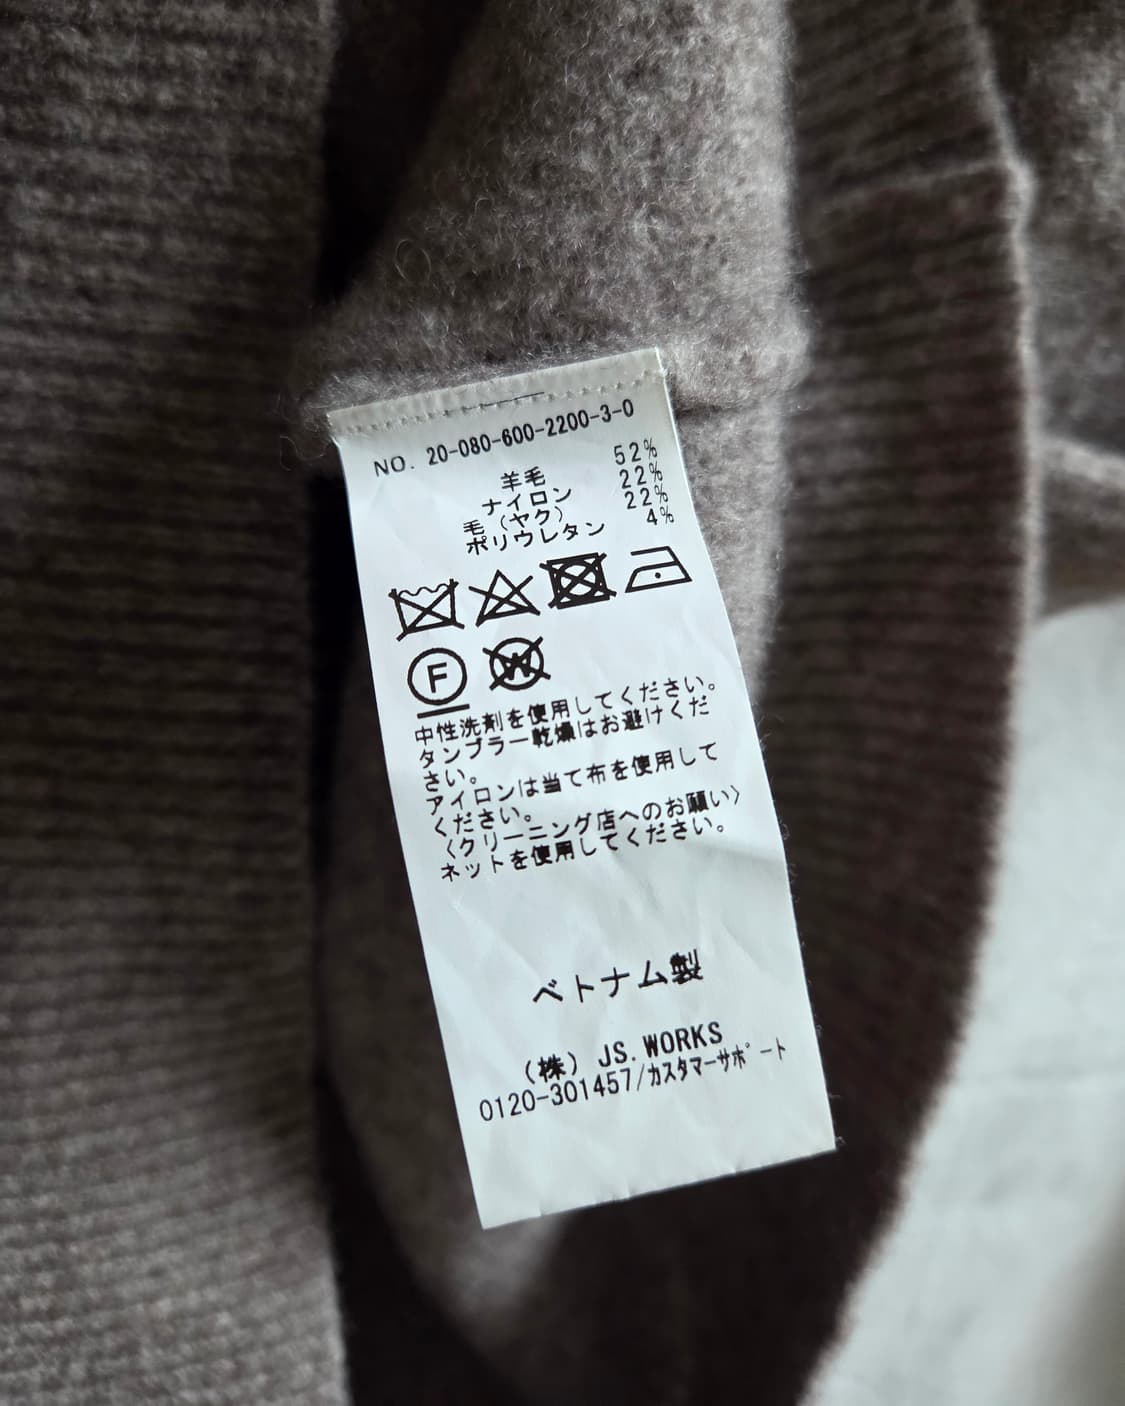 NO. 20-080-600-2200-3-0
羊毛 52%
ナイロン 22%
毛（ヤク） 22%
ポリウレタン 4%
F W
中性洗剤を使用してください。
タンブラー乾燥はお避けくだ
さい。
アイロンは当て布を使用して
ください。
〈クリーニング店へのお願い〉
ネットを使用してください。
ベトナム製
（株）JS.WORKS
0120-301457/カスタマーサポート